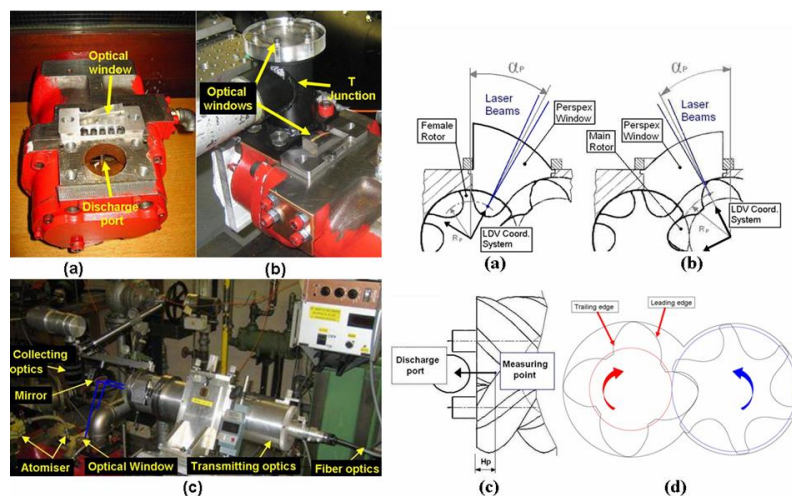 Optical
window
Discharge
port
(a)
Optical
windows
T
Junction
(b)
Collecting
optics
Mirror
Atomiser
Optical Window
Transmitting optics
Fiber optics
(c)
αP
Laser
Beams
Perspex
Window
Female
Rotor
RP
LDV Coord.
System
(a)
αP
Laser
Beams
Perspex
Window
Main
Rotor
RP
LDV Coord.
System
(b)
Discharge
port
Measuring
point
Hp
(c)
Trailing edge
Leading edge
(d)